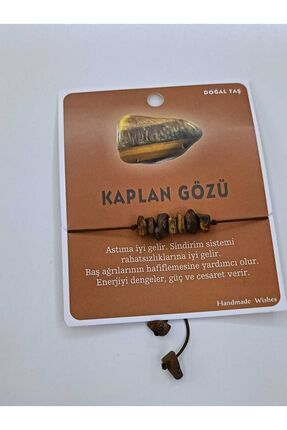 DOĞAL TAŞ
KAPLAN GÖZÜ
Astıma iyi gelir. Sindirim sistemi
rahatsızlıklarına iyi gelir.
Baş ağrılarının hafiflemesine yardımcı olur.
Enerjiyi dengeler, güç ve cesaret verir.
Handmade Wishes